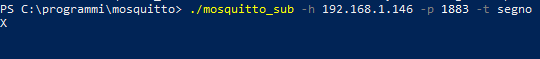 PS C:\programmi\mosquitto> ./mosquitto_sub -h 192.168.1.146 -p 1883 -t segno
X